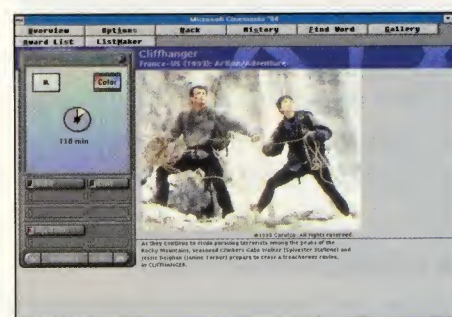 Microsoft Cinemania '94
Overview Options Back History Find Word Gallery
Award List ListMaker
Cliffhanger
France-US (1993): Action/Adventure
R Color
118 min
©1993 Carolco. All rights reserved.
As they continue to evade pursuing terrorists among the peaks of the
Rocky Mountains, seasoned climbers Gabe Walker (Sylvester Stallone) and
Jessie Deighan (Janine Turner) prepare to cross a treacherous ravine,
in CLIFFHANGER.